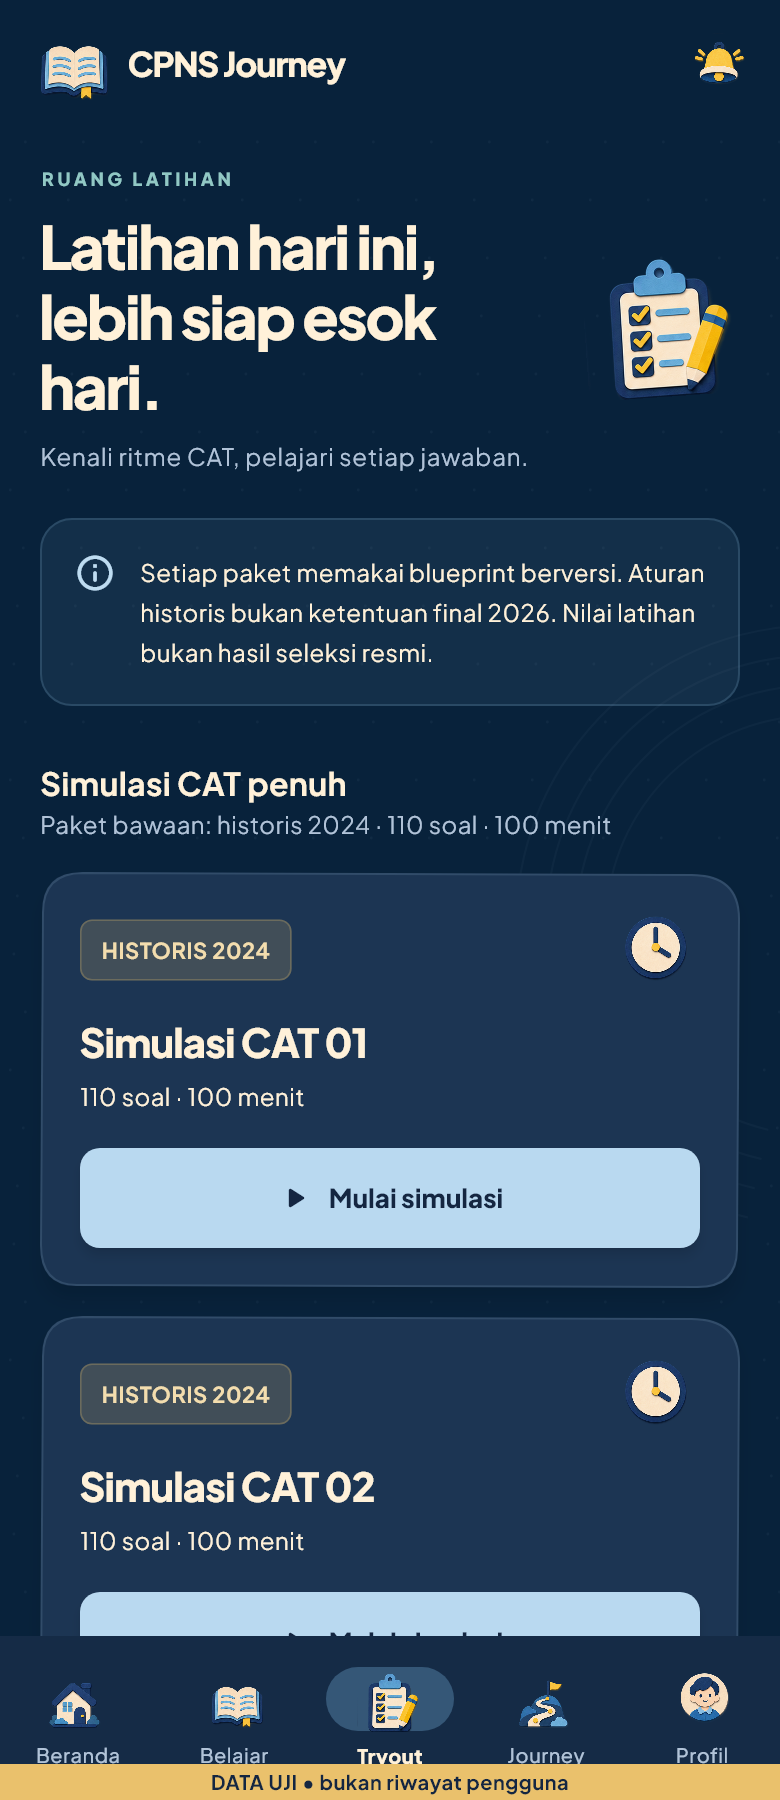 CPNS Journey
RUANG LATIHAN
Latihan hari ini,
lebih siap esok
hari.
Kenali ritme CAT, pelajari setiap jawaban.
Setiap paket memakai blueprint berversi. Aturan
historis bukan ketentuan final 2026. Nilai latihan
bukan hasil seleksi resmi.
Simulasi CAT penuh
Paket bawaan: historis 2024 · 110 soal · 100 menit
HISTORIS 2024
Simulasi CAT 01
110 soal · 100 menit
Mulai simulasi
HISTORIS 2024
Simulasi CAT 02
110 soal · 100 menit
Beranda
Belajar
Tryout
Journey
Profil
DATA UJI • bukan riwayat pengguna